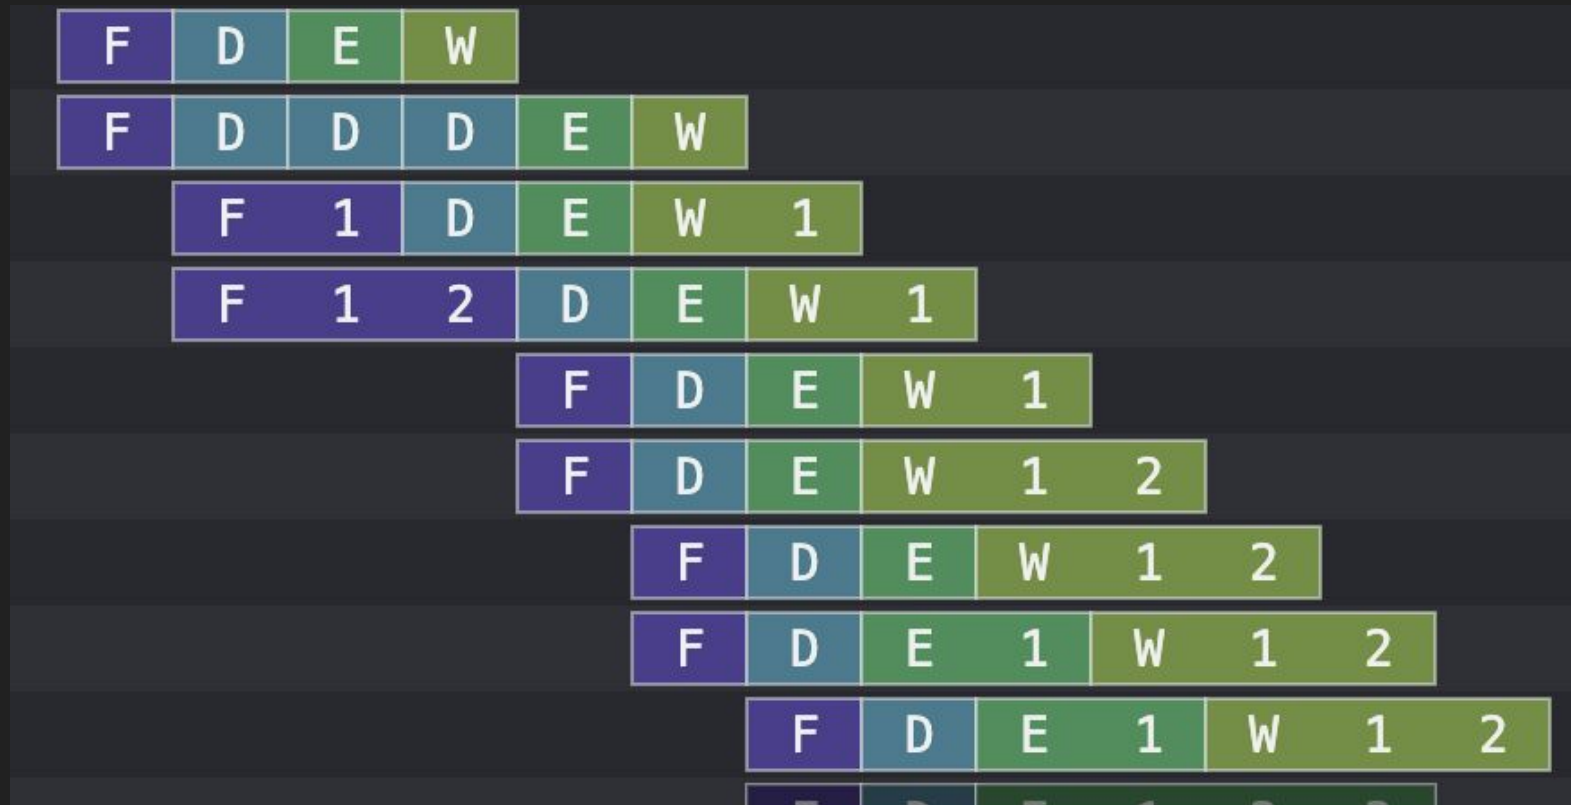 F D E W
F D D D E W
F 1 D E W 1
F 1 2 D E W 1
F D E W 1
F D E W 1 2
F D E W 1 2
F D E 1 W 1 2
F D E 1 W 1 2